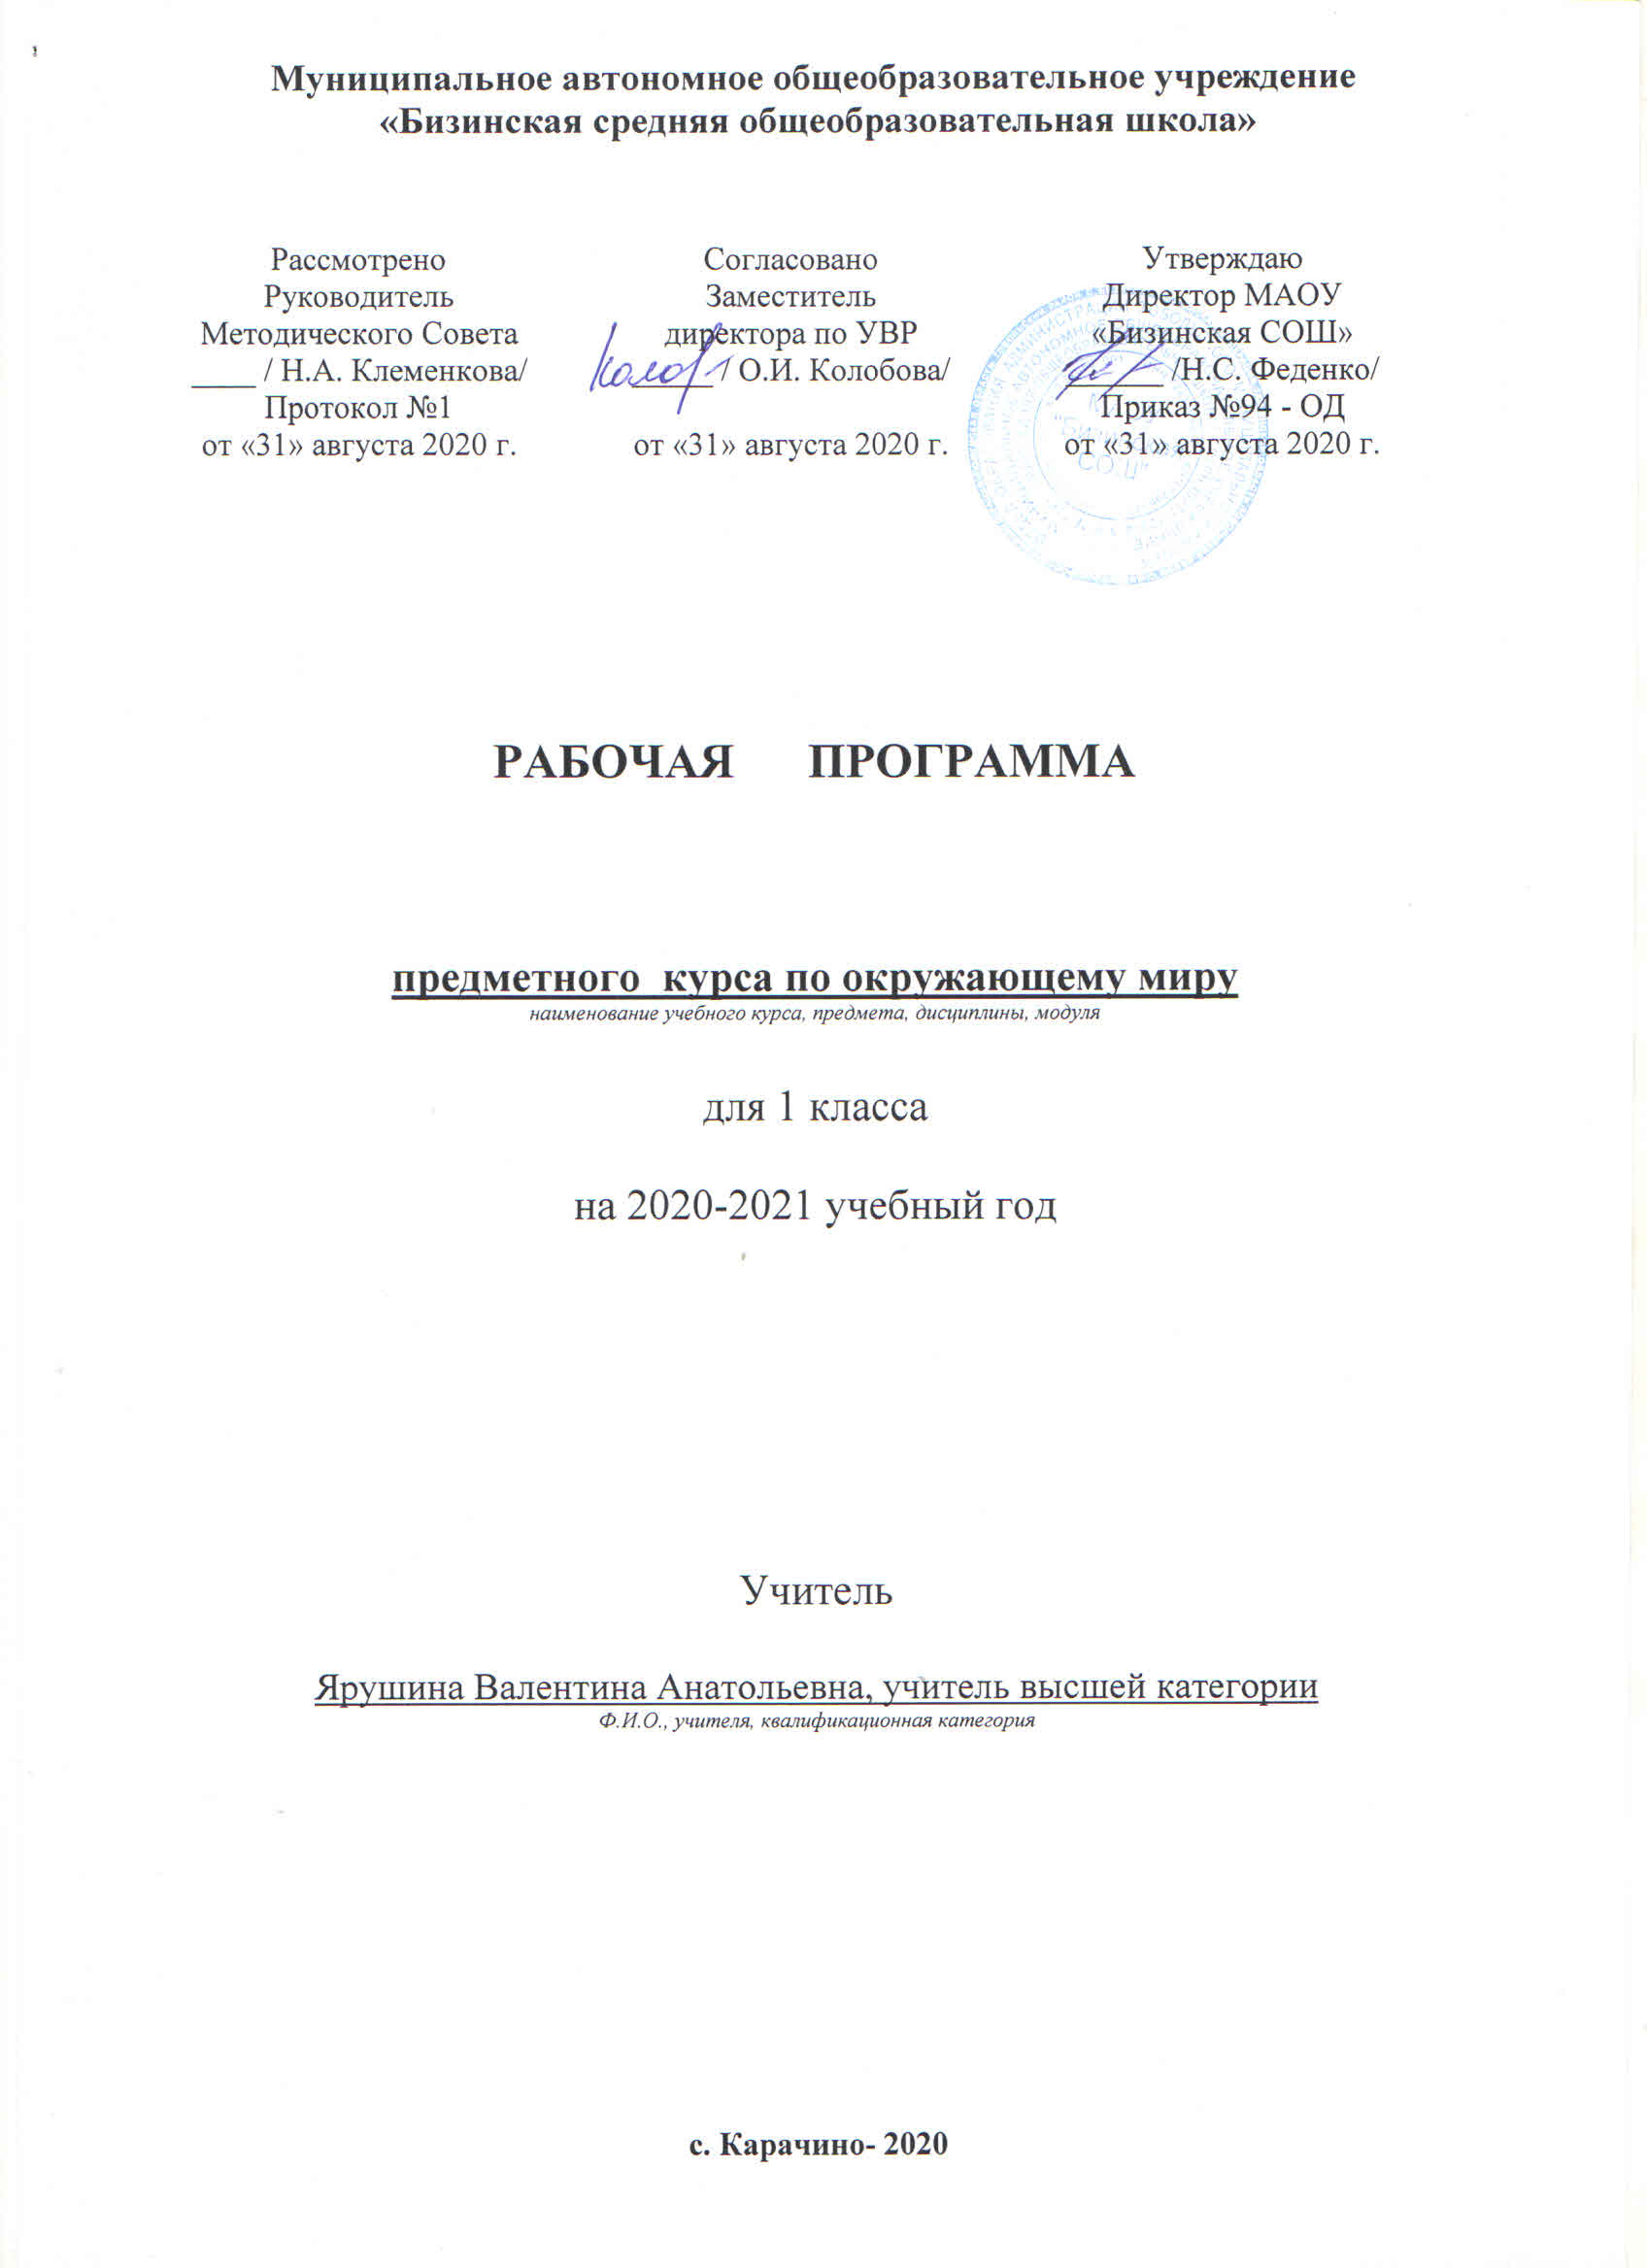 Муниципальное автономное общеобразовательное учреждение
«Бизинская средняя общеобразовательная школа»
Рассмотрено
Руководитель
Методического Совета
____ / Н.А. Клеменкова/
Протокол №1
от «31» августа 2020 г.
Согласовано
Заместитель
директора по УВР
_____ / О.И. Колобова/
от «31» августа 2020 г.
Утверждаю
Директор МАОУ
«Бизинская СОШ»
______ /Н.С. Феденко/
Приказ №94 - ОД
от «31» августа 2020 г.
РАБОЧАЯ ПРОГРАММА
предметного курса по окружающему миру
наименование учебного курса, предмета, дисциплины, модуля
для 1 класса
на 2020-2021 учебный год
Учитель
Ярушина Валентина Анатольевна, учитель высшей категории
Ф.И.О., учителя, квалификационная категория
с. Карачино- 2020